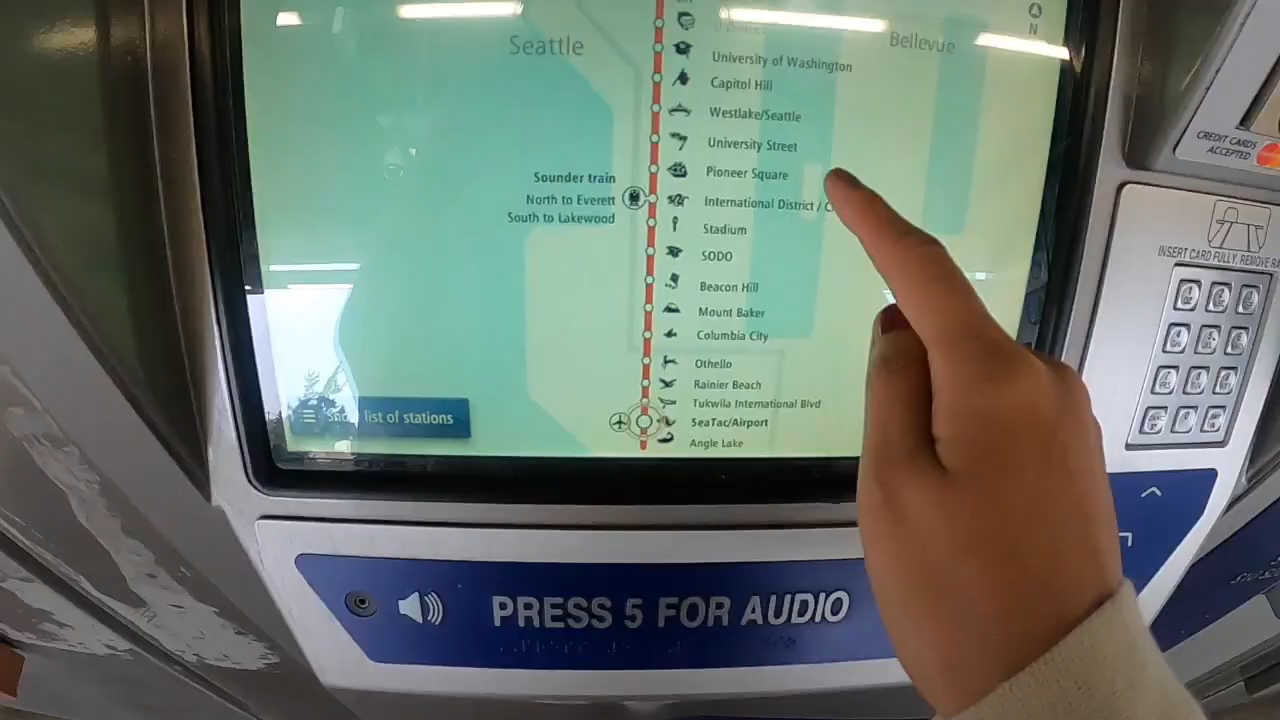 Seattle
Bellevue
N
University of Washington
Capitol Hill
Westlake/Seattle
University Street
Pioneer Square
Sounder train
North to Everett
South to Lakewood
International District /
Stadium
SODO
Beacon Hill
Mount Baker
Columbia City
Othello
Rainier Beach
Tukwila International Blvd
SeaTac/Airport
Angle Lake
list of stations
CREDIT CARDS
ACCEPTED
INSERT CARD FULLY, REMOVE
PRESS 5 FOR AUDIO